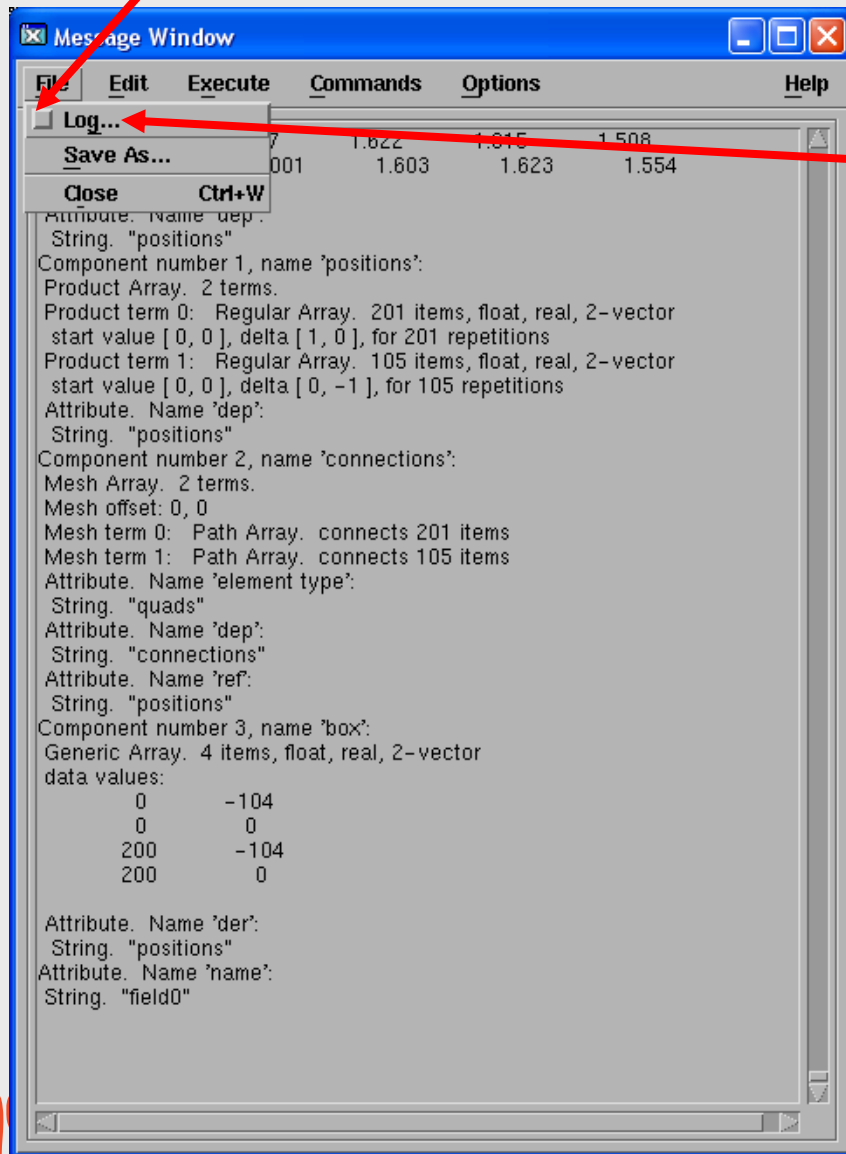 Message Window
File Edit Execute Commands Options Help
Log...
Save As...
Close Ctrl+W
7 1.622 1.615 1.508
001 1.603 1.623 1.554
Attribute. Name 'dep':
String. "positions"
Component number 1, name 'positions':
Product Array. 2 terms.
Product term 0: Regular Array. 201 items, float, real, 2-vector
start value [ 0, 0 ], delta [ 1, 0 ], for 201 repetitions
Product term 1: Regular Array. 105 items, float, real, 2-vector
start value [ 0, 0 ], delta [ 0, -1 ], for 105 repetitions
Attribute. Name 'dep':
String. "positions"
Component number 2, name 'connections':
Mesh Array. 2 terms.
Mesh offset: 0, 0
Mesh term 0: Path Array. connects 201 items
Mesh term 1: Path Array. connects 105 items
Attribute. Name 'element type':
String. "quads"
Attribute. Name 'dep':
String. "connections"
Attribute. Name 'ref':
String. "positions"
Component number 3, name 'box':
Generic Array. 4 items, float, real, 2-vector
data values:
0 -104
0 0
200 -104
200 0
Attribute. Name 'der':
String. "positions"
Attribute. Name 'name':
String. "field0"